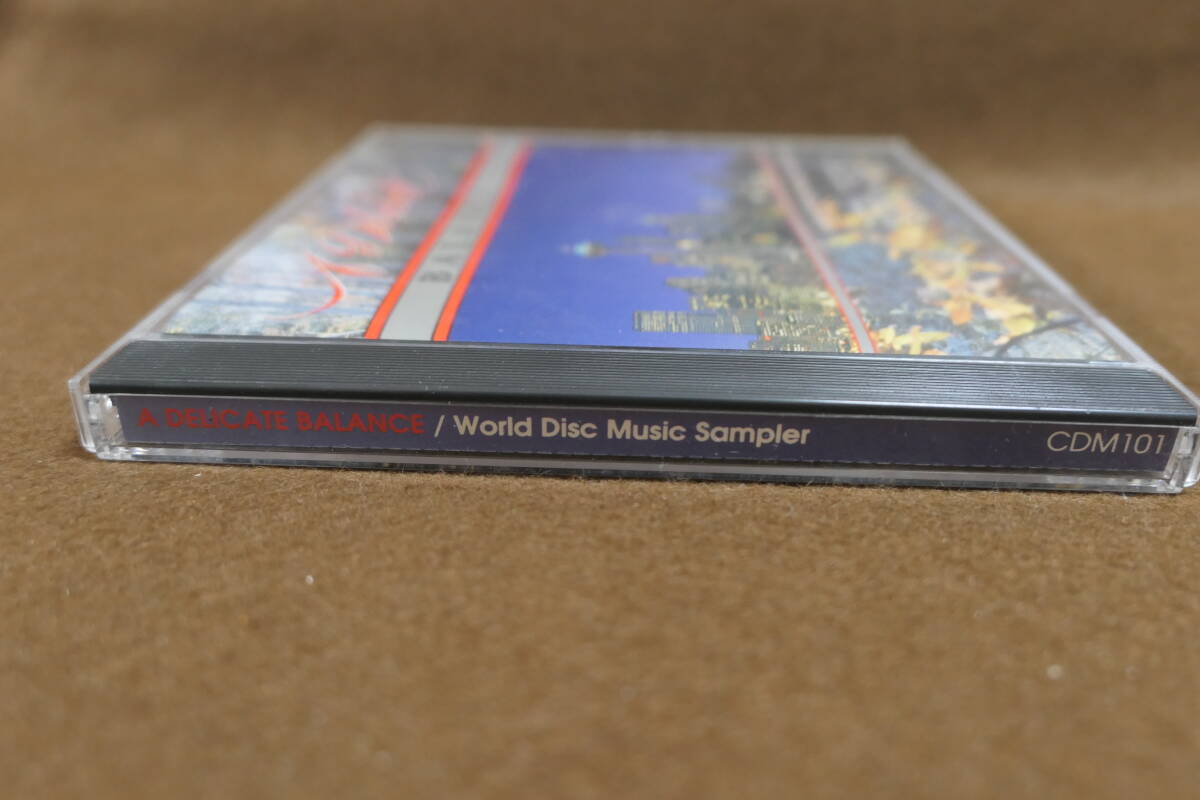 A DELICATE BALANCE / World Disc Music Sampler CDM101